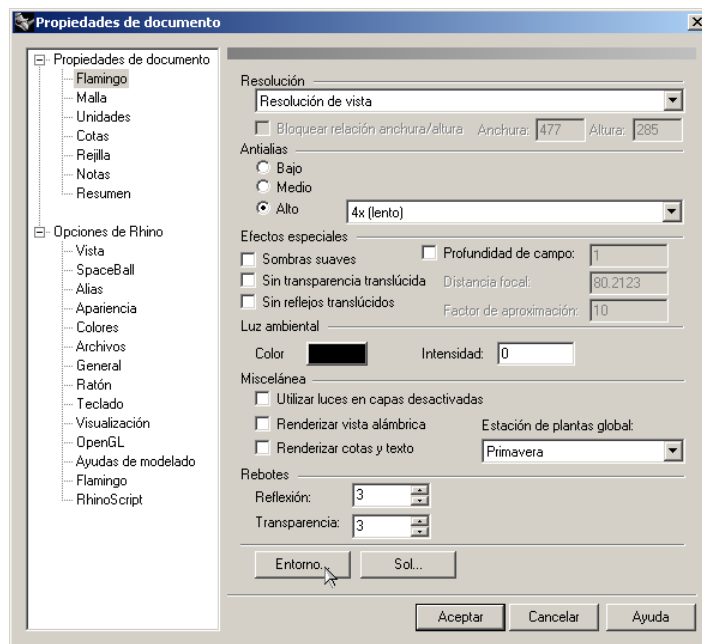 Propiedades de documento
Propiedades de documento
Flamingo
Malla
Unidades
Cotas
Rejilla
Notas
Resumen
Opciones de Rhino
Vista
SpaceBall
Alias
Apariencia
Colores
Archivos
General
Ratón
Teclado
Visualización
OpenGL
Ayudas de modelado
Flamingo
RhinoScript
Resolución
Resolución de vista
Bloquear relación anchura/altura Anchura: 477 Altura: 285
Antialias
Bajo
Medio
Alto 4x (lento)
Efectos especiales
Sombras suaves Profundidad de campo: 1
Sin transparencia translúcida Distancia focal: 80.2123
Sin reflejos translúcidos Factor de aproximación: 10
Luz ambiental
Color Intensidad: 0
Miscelánea
Utilizar luces en capas desactivadas
Renderizar vista alámbrica Estación de plantas global:
Renderizar cotas y texto Primavera
Rebotes
Reflexión: 3
Transparencia: 3
Entorno... Sol...
Aceptar Cancelar Ayuda